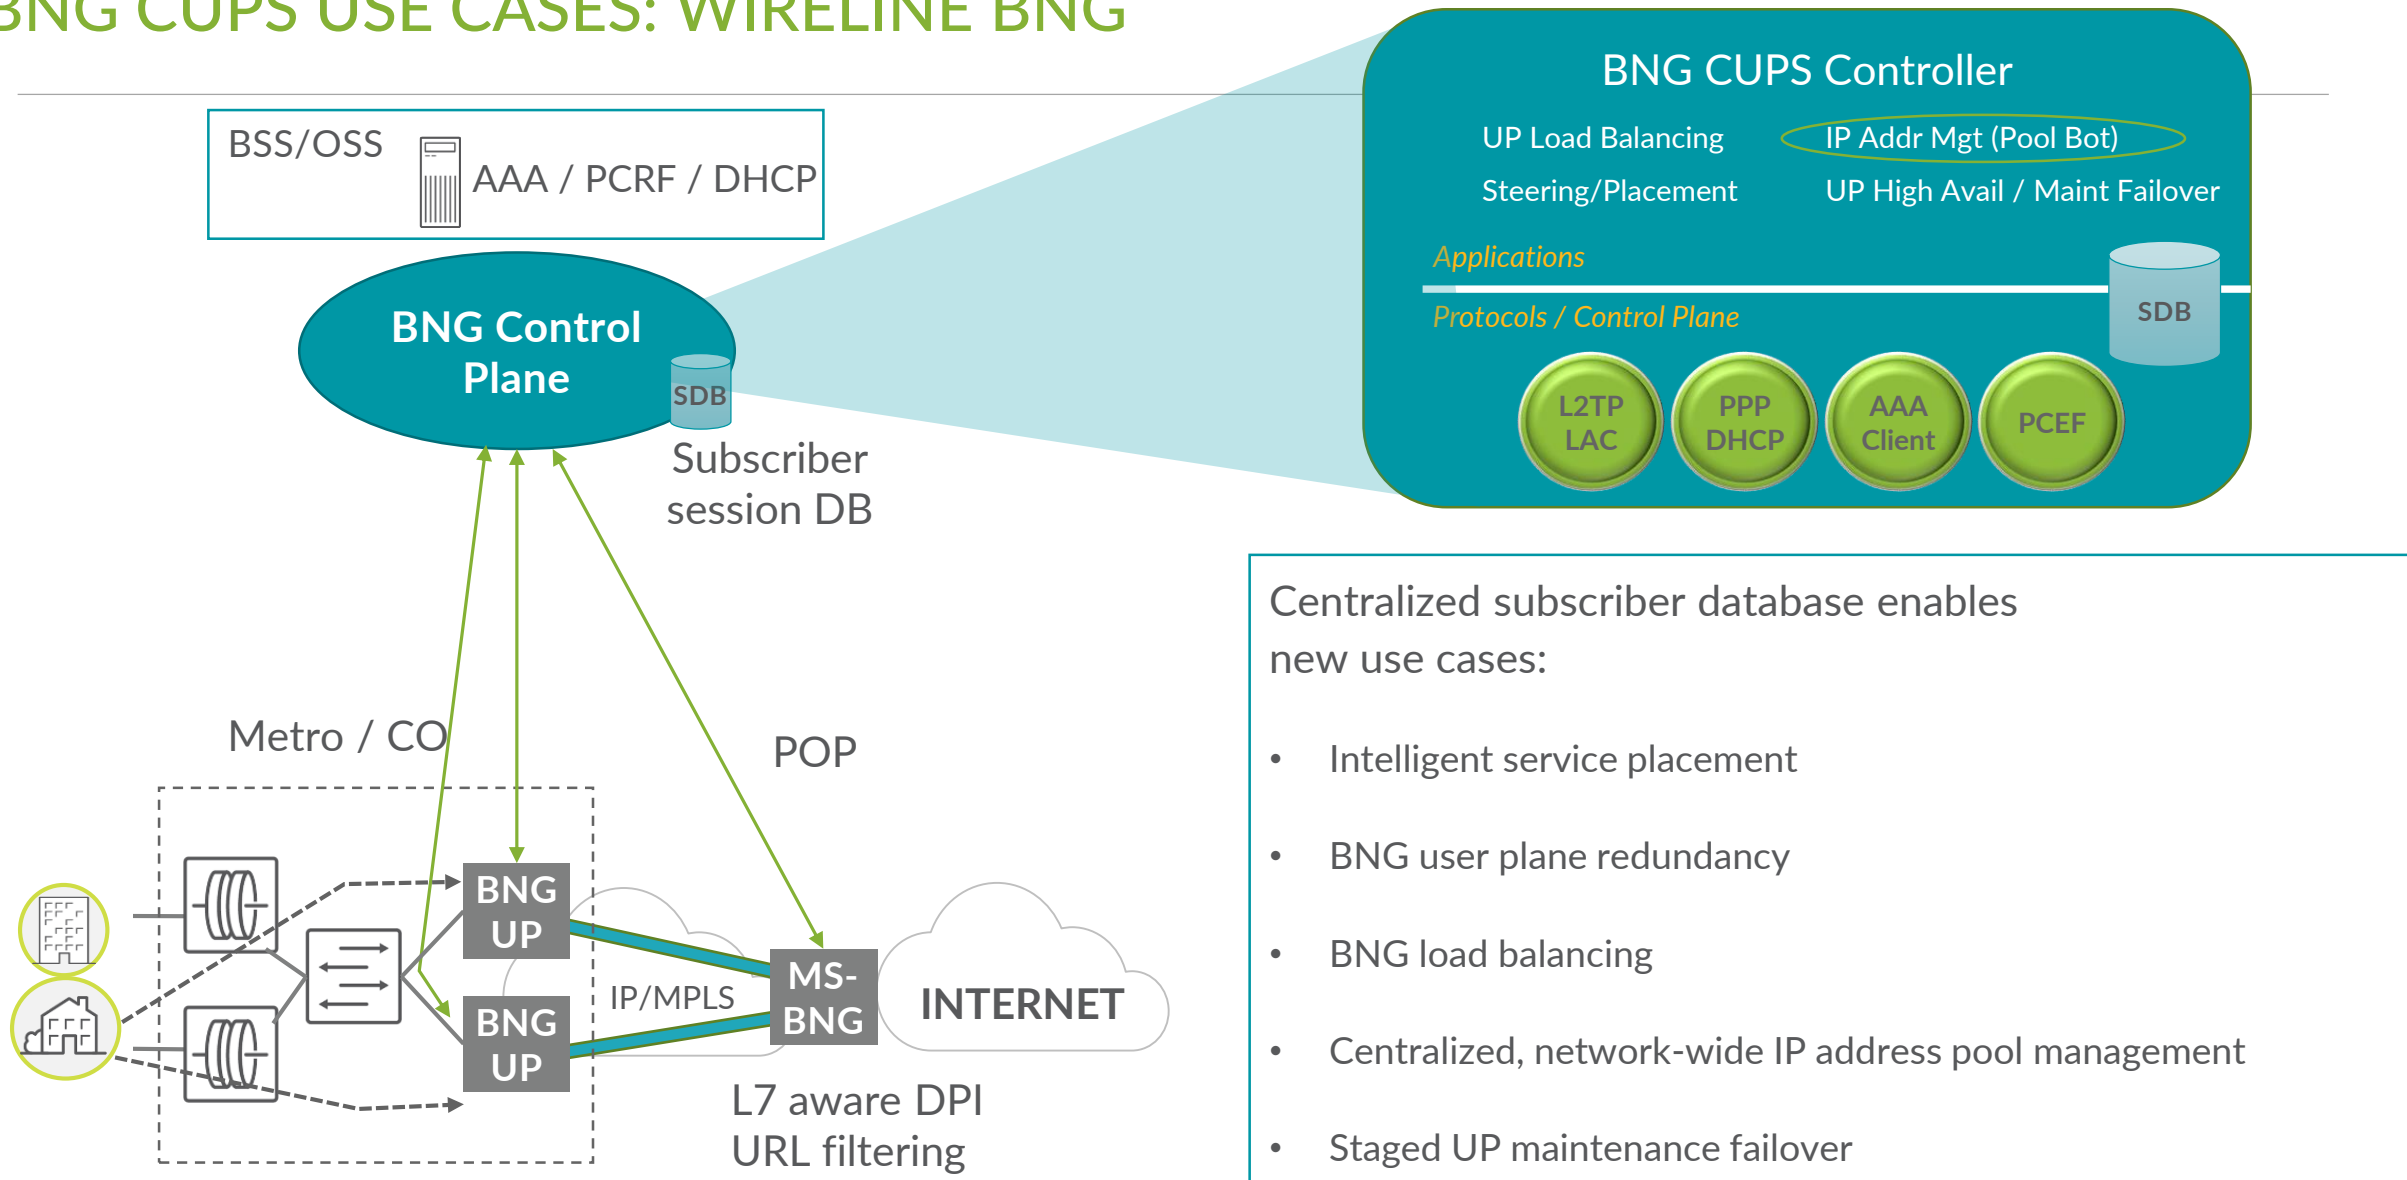 BNG CUPS USE CASES: WIRELINE BNG
BSS/OSS
AAA / PCRF / DHCP
BNG Control
Plane
SDB
Subscriber
session DB
BNG CUPS Controller
UP Load Balancing
IP Addr Mgt (Pool Bot)
Steering/Placement
UP High Avail / Maint Failover
Applications
Protocols / Control Plane
SDB
L2TP
LAC
PPP
DHCP
AAA
Client
PCEF
Metro / CO
POP
BNG
UP
BNG
UP
IP/MPLS
MS-
BNG
INTERNET
L7 aware DPI
URL filtering
Centralized subscriber database enables
new use cases:
• Intelligent service placement
• BNG user plane redundancy
• BNG load balancing
• Centralized, network-wide IP address pool management
• Staged UP maintenance failover